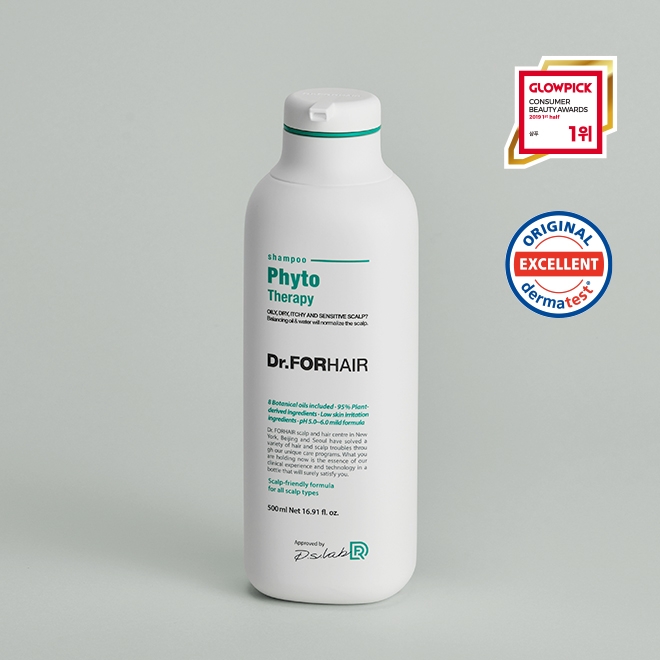 shampoo
Phyto
Therapy
OILY, DRY, ITCHY AND SENSITIVE SCALP?
Balancing oil & water will normalize the scalp.
Dr.FORHAIR
8 Botanical oils included · 95% Plant-
derived ingredients · Low skin irritation
ingredients · pH 5.0~6.0 mild formula
Dr. FORHAIR scalp and hair centre in New
York, Beijing and Seoul have solved a
variety of hair and scalp troubles throu
gh our unique care programs. What you
are holding now is the essence of our
clinical experience and technology in a
bottle that will surely satisfy you.
Scalp-friendly formula
for all scalp types
500 ml Net 16.91 fl. oz.
Approved by
GLOWPICK
CONSUMER
BEAUTY AWARDS
2019 1st half
샴푸
1위
ORIGINAL
EXCELLENT
dermatest®